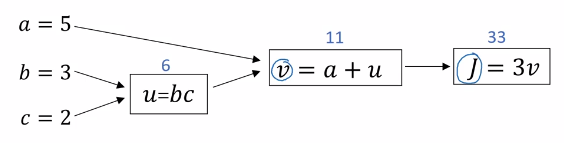 a = 5
11
33
b = 3
6
v = a + u
J = 3v
u=bc
c = 2